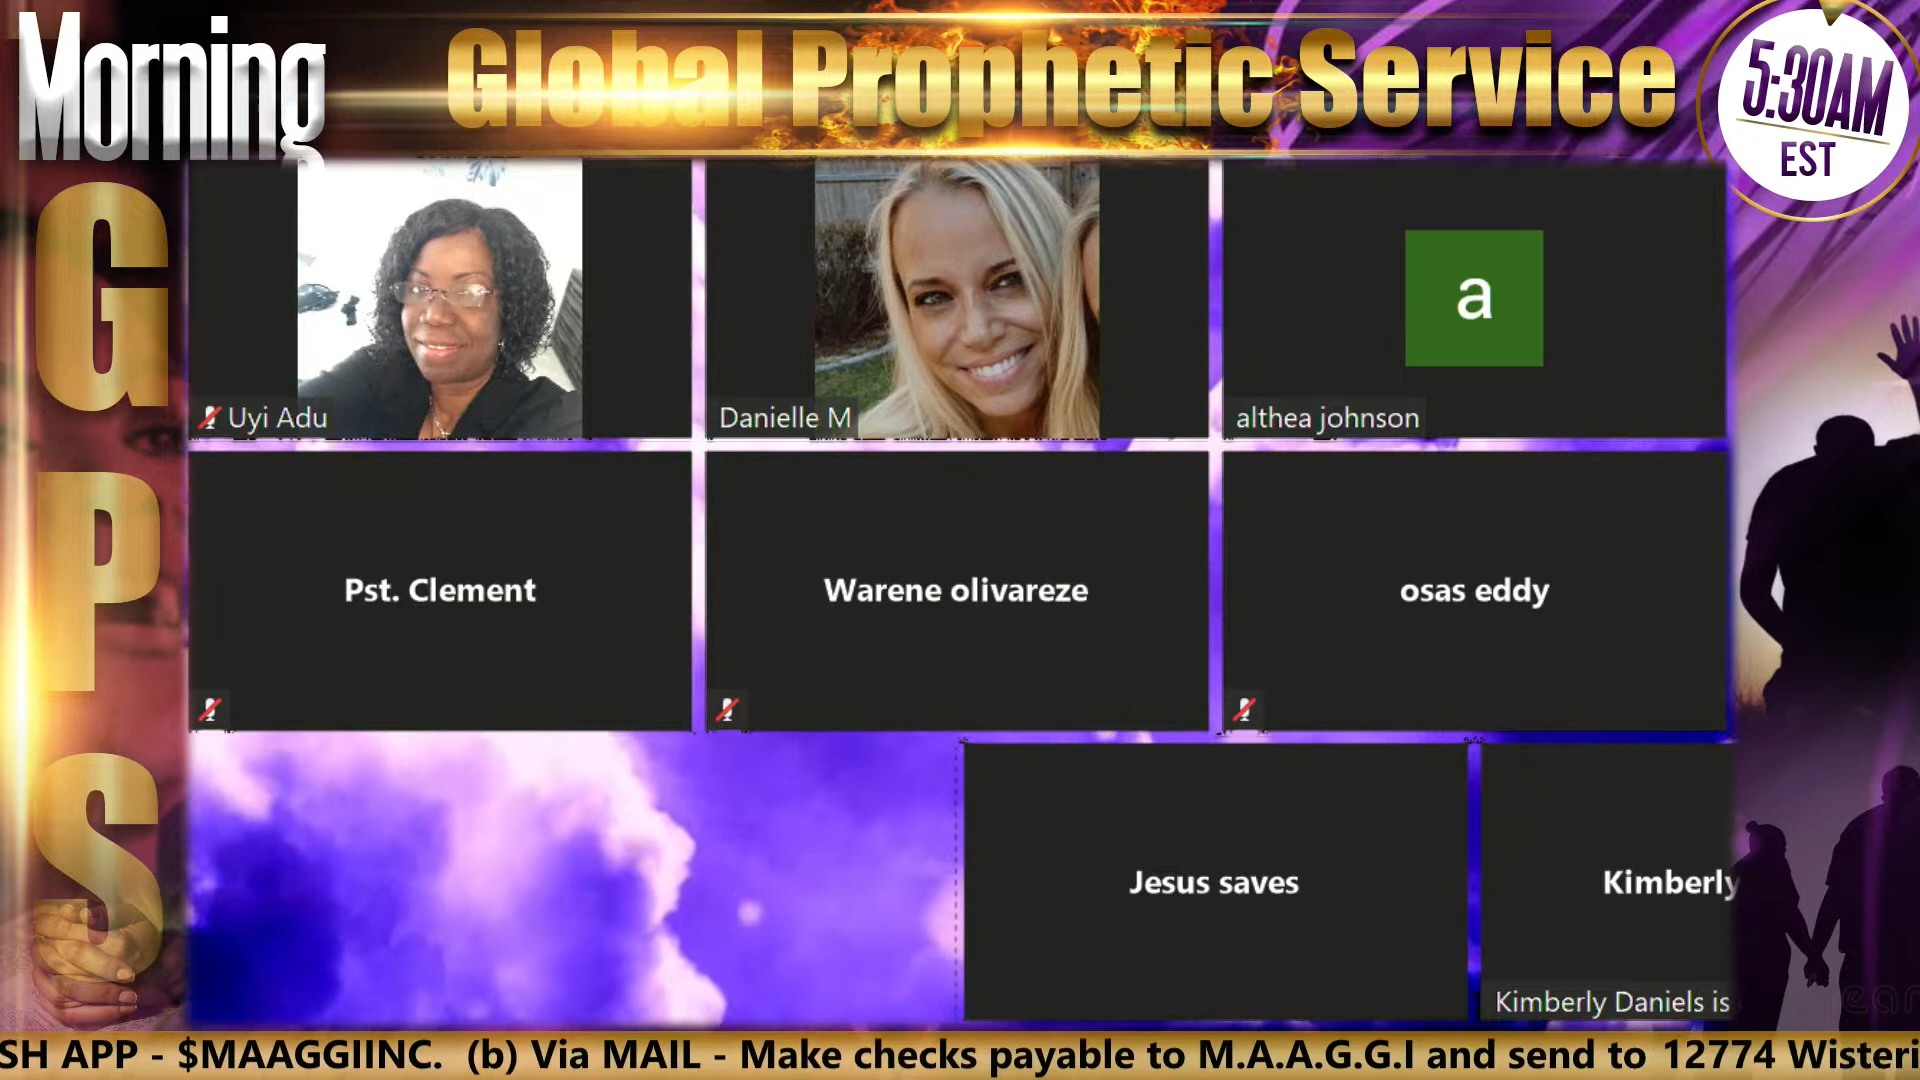 Morning
Global Prophetic Service
5:30AM
EST
G
P
S
a
Uyi Adu
Danielle M
althea johnson
Pst. Clement
Warene olivareze
osas eddy
Jesus saves
Kimberly
Kimberly Daniels is
SH APP - $MAAGGIINC. (b) Via MAIL - Make checks payable to M.A.A.G.G.I and send to 12774 Wisteri